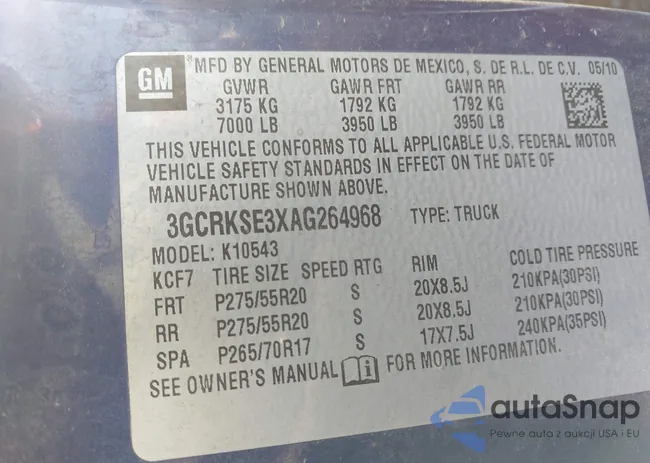 GM
*MFD BY GENERAL MOTORS DE MEXICO, S. DE R.L. DE C.V. 05/10
GVWR GAWR FRT GAWR RR
3175 KG 1792 KG 1792 KG
7000 LB 3950 LB 3950 LB
THIS VEHICLE CONFORMS TO ALL APPLICABLE U.S. FEDERAL MOTOR
VEHICLE SAFETY STANDARDS IN EFFECT ON THE DATE OF
MANUFACTURE SHOWN ABOVE.
3GCRKSE3XAG264968 TYPE: TRUCK
MODEL: K10543
KCF7 TIRE SIZE SPEED RTG RIM COLD TIRE PRESSURE
FRT P275/55R20 S 20X8.5J 210KPA(30PSI)
RR P275/55R20 S 20X8.5J 210KPA(30PSI)
SPA P265/70R17 S 17X7.5J 240KPA(35PSI)
SEE OWNER'S MANUAL FOR MORE INFORMATION.
autaSnap
Pewne auta z aukcji USA i EU